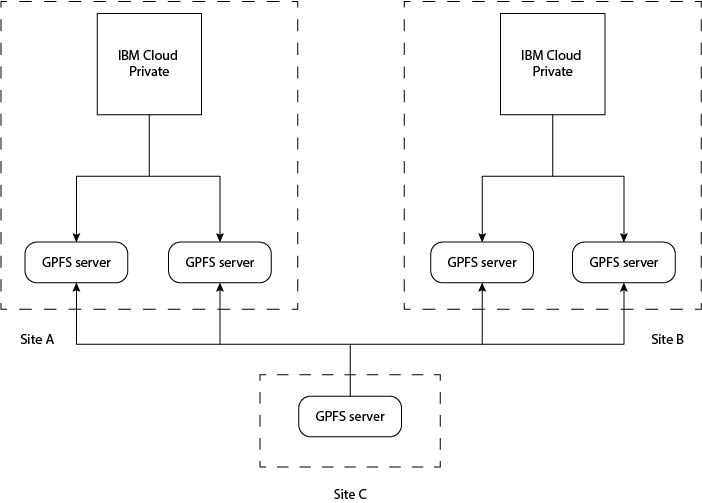 IBM Cloud
Private
IBM Cloud
Private
GPFS server
GPFS server
GPFS server
GPFS server
Site A
Site B
GPFS server
Site C